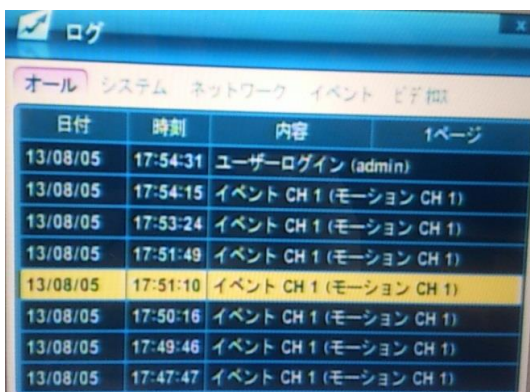 ログ
オール システム ネットワーク イベント
日付 時刻 内容 1ページ
13/08/05 17:54:31 ユーザーログイン (admin)
13/08/05 17:54:15 イベント CH 1 (モーション CH 1)
13/08/05 17:53:24 イベント CH 1 (モーション CH 1)
13/08/05 17:51:49 イベント CH 1 (モーション CH 1)
13/08/05 17:51:10 イベント CH 1 (モーション CH 1)
13/08/05 17:50:16 イベント CH 1 (モーション CH 1)
13/08/05 17:49:46 イベント CH 1 (モーション CH 1)
13/08/05 17:47:47 イベント CH 1 (モーション CH 1)